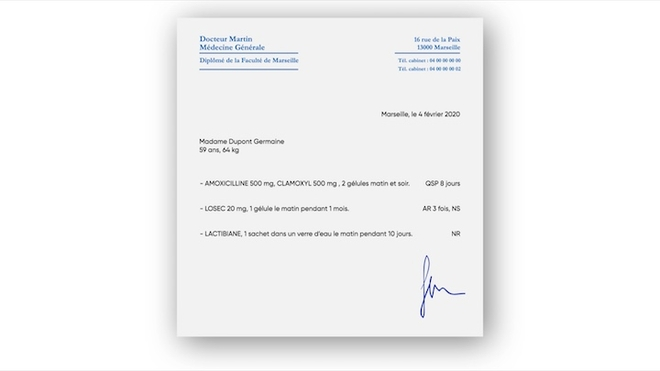 Docteur Martin
Médecine Générale
Diplômé de la Faculté de Marseille
16 rue de la Paix
13000 Marseille
Tél. cabinet : 04 00 00 00 00
Tél. cabinet : 04 00 00 00 02
Marseille, le 4 février 2020
Madame Dupont Germaine
59 ans, 64 kg
- AMOXICILLINE 500 mg, CLAMOXYL 500 mg , 2 gélules matin et soir. QSP 8 jours
- LOSEC 20 mg, 1 gélule le matin pendant 1 mois. AR 3 fois, NS
- LACTIBIANE, 1 sachet dans un verre d'eau le matin pendant 10 jours. NR